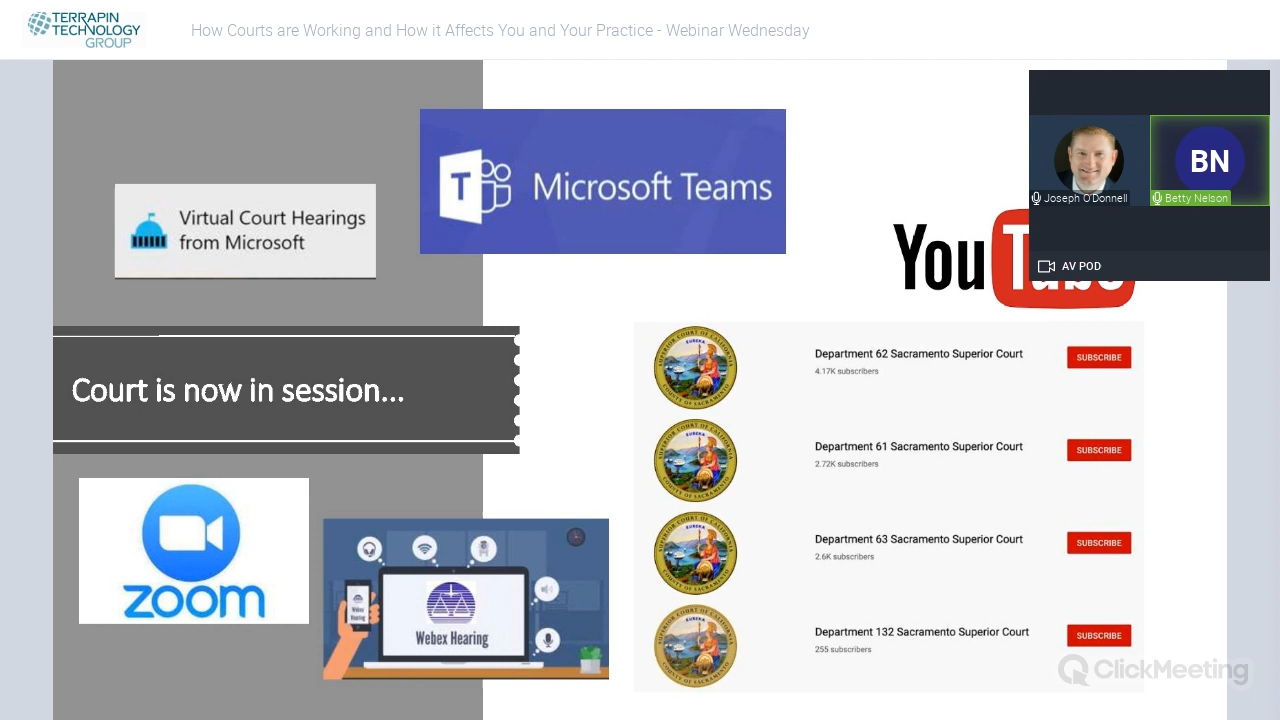 TERRAPIN
TECHNOLOGY
GROUP
How Courts are Working and How it Affects You and Your Practice - Webinar Wednesday
T
Microsoft Teams
BN
Joseph O'Donnell
Betty Nelson
AV POD
Virtual Court Hearings
from Microsoft
YouTube
Court is now in session...
Department 62 Sacramento Superior Court
4.17K subscribers
SUBSCRIBE
Department 61 Sacramento Superior Court
2.72K subscribers
SUBSCRIBE
Department 63 Sacramento Superior Court
2.6K subscribers
SUBSCRIBE
Department 132 Sacramento Superior Court
255 subscribers
SUBSCRIBE
zoom
Webex
Hearing
Webex Hearing
ClickMeeting